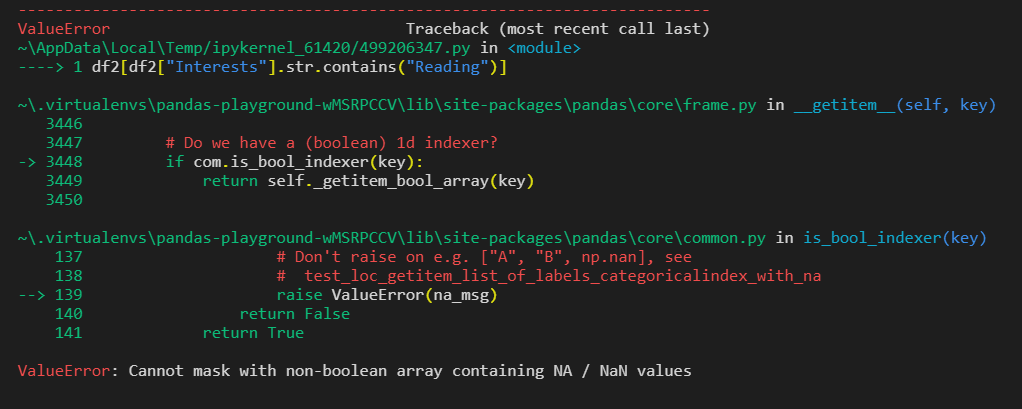 ---------------------------------------------------------------------------
ValueError                                Traceback (most recent call last)
~\AppData\Local\Temp/ipykernel_61420/499206347.py in <module>
----> 1 df2[df2["Interests"].str.contains("Reading")]
~\.virtualenvs\pandas-playground-wMSRPCCV\lib\site-packages\pandas\core\frame.py in __getitem__(self, key)
   3446
   3447         # Do we have a (boolean) 1d indexer?
-> 3448         if com.is_bool_indexer(key):
   3449             return self._getitem_bool_array(key)
   3450
~\.virtualenvs\pandas-playground-wMSRPCCV\lib\site-packages\pandas\core\common.py in is_bool_indexer(key)
    137                     # Don't raise on e.g. ["A", "B", np.nan], see
    138                     #  test_loc_getitem_list_of_labels_categoricalindex_with_na
--> 139                     raise ValueError(na_msg)
    140                 return False
    141             return True
ValueError: Cannot mask with non-boolean array containing NA / NaN values